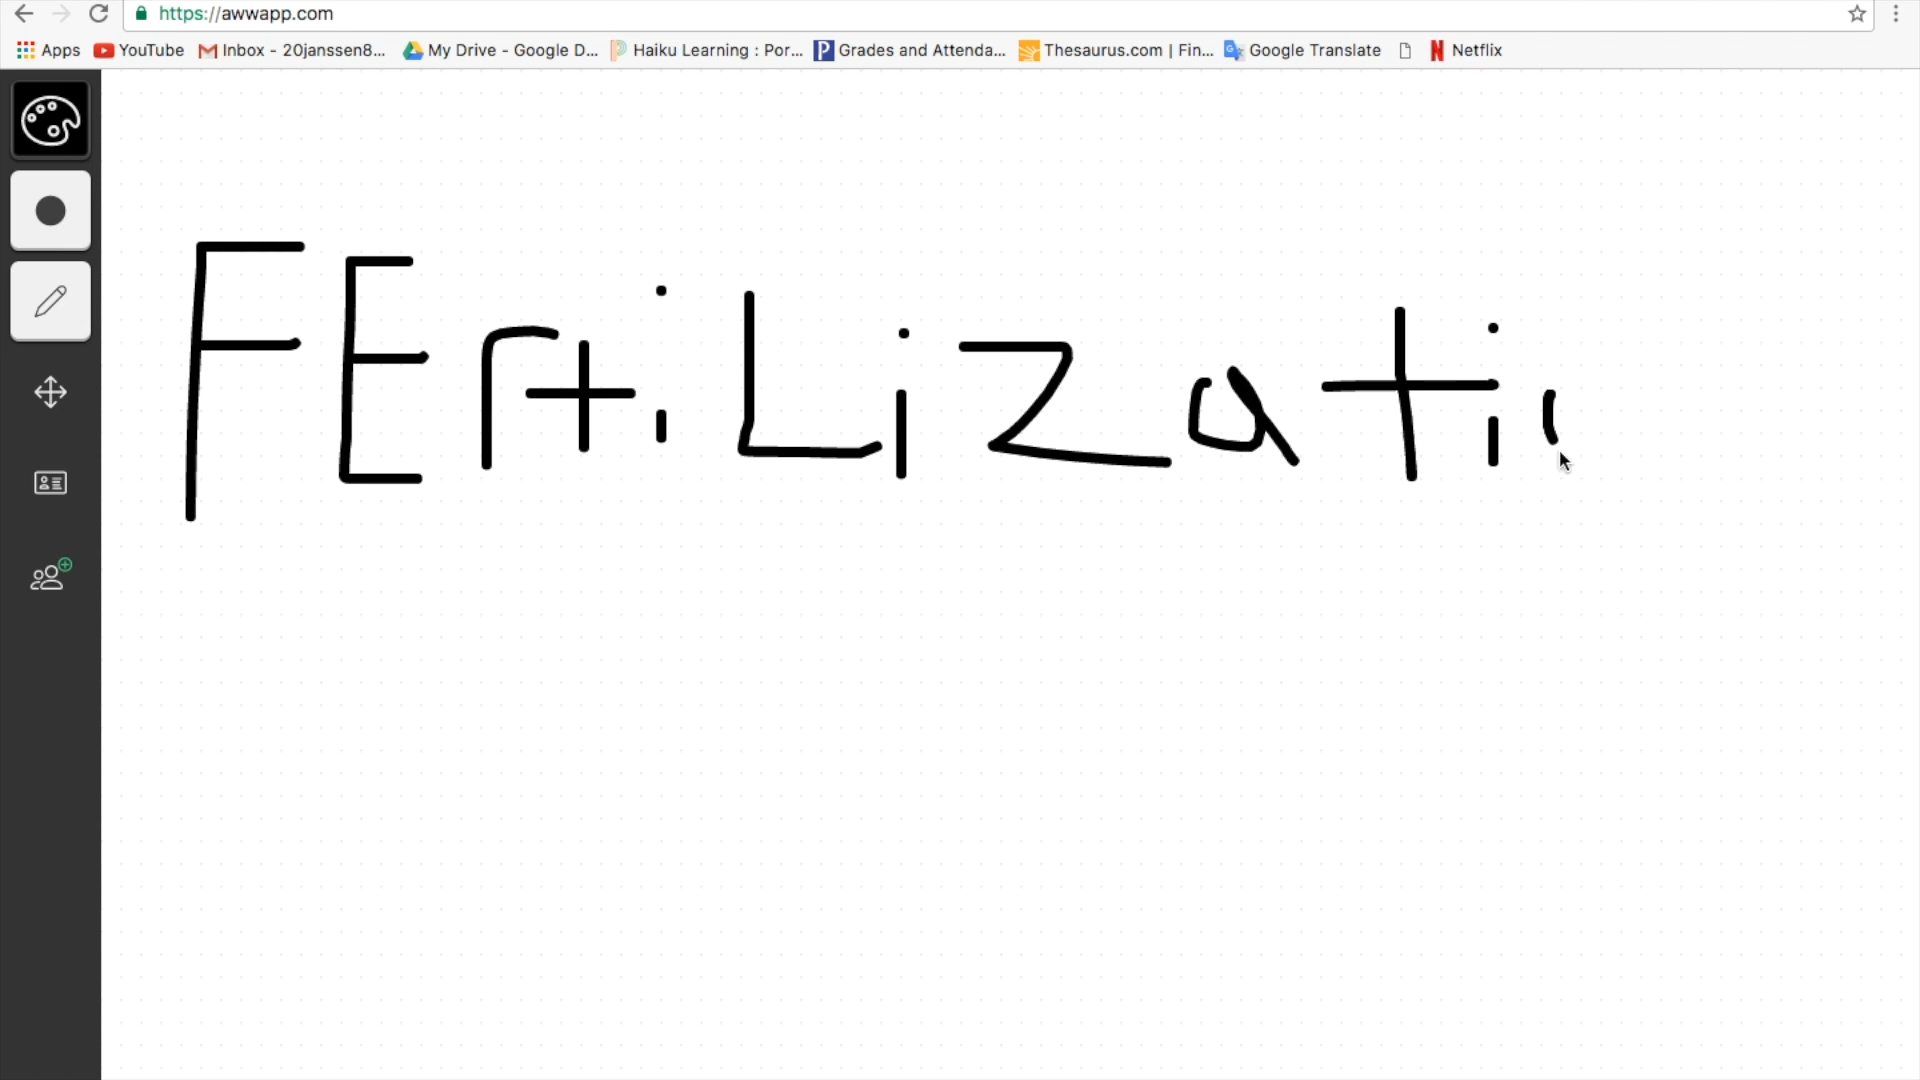 https://awwapp.com
Apps YouTube Inbox - 20janssen8... My Drive - Google D... Haiku Learning : Por... Grades and Attenda... Thesaurus.com | Fin... Google Translate Netflix
FErtiLizati